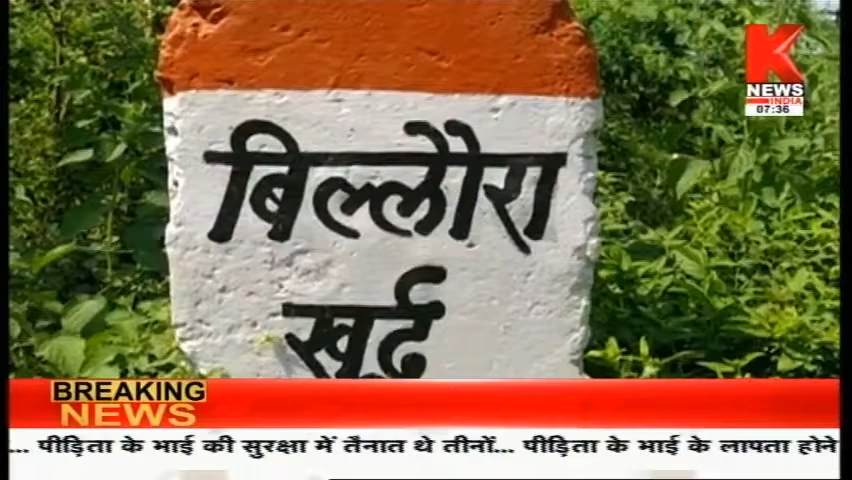 K
NEWS
INDIA
07:36
बिल्लौरा
खुर्द
BREAKING
NEWS
... पीड़िता के भाई की सुरक्षा में तैनात थे तीनों... पीड़िता के भाई के लापता होने